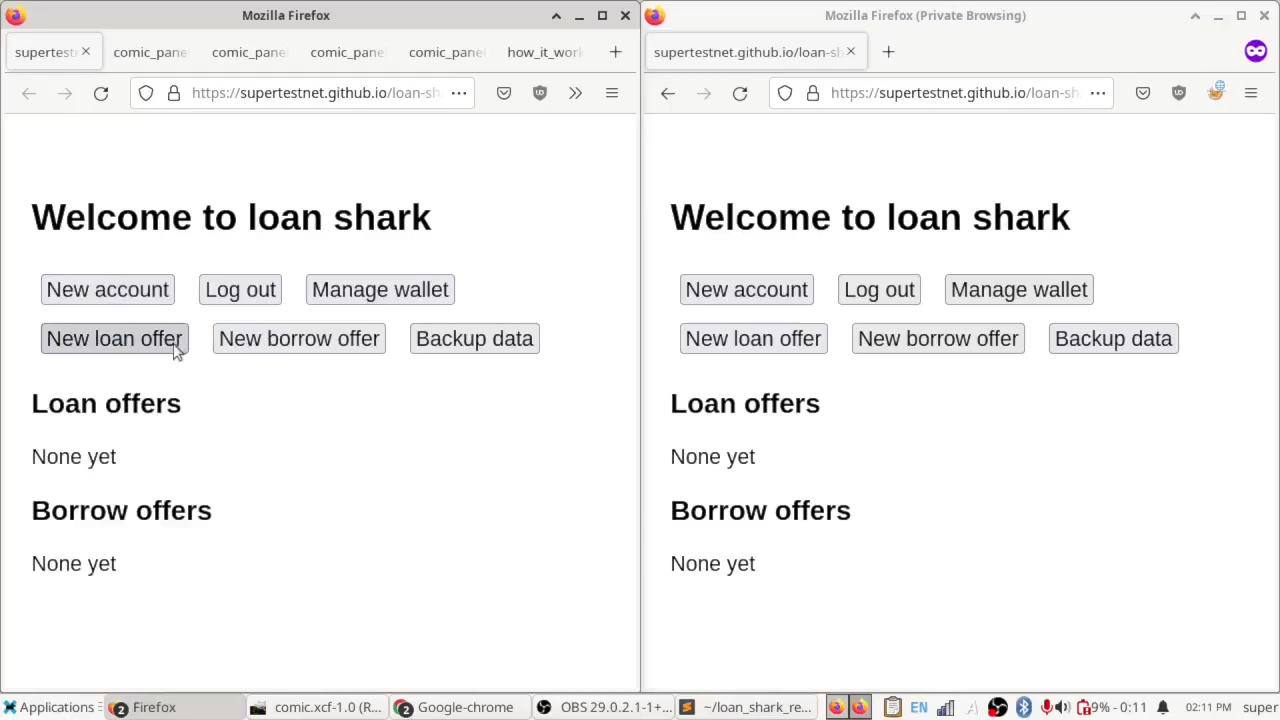 Mozilla Firefox
supertest
comic_pane
comic_pane
comic_pane
comic_pane
how_it_work
https://supertestnet.github.io/loan-sh
Welcome to loan shark
New account
Log out
Manage wallet
New loan offer
New borrow offer
Backup data
Loan offers
None yet
Borrow offers
None yet
Mozilla Firefox (Private Browsing)
supertestnet.github.io/loan-sh
https://supertestnet.github.io/loan-sh
Welcome to loan shark
New account
Log out
Manage wallet
New loan offer
New borrow offer
Backup data
Loan offers
None yet
Borrow offers
None yet
Applications
2 Firefox
comic.xcf-1.0 (R...
2 Google-chrome
OBS 29.0.2.1-1+...
~/loan_shark_re...
EN
9% - 0:11
02:11 PM
super